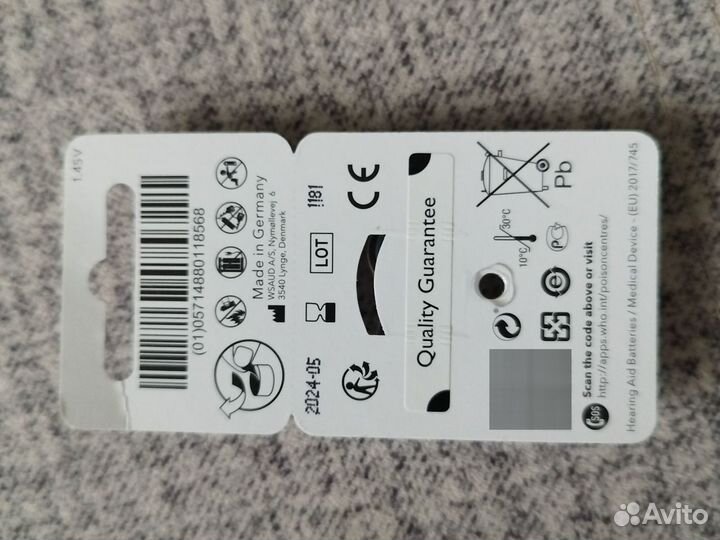 1.45V
(01)05714880118568
Made in Germany
WSAUD A/S, Nymøllevej 6
3540 Lynge, Denmark
2024-05
LOT
1181
CE
Quality Guarantee
Pb
10°C
30°C
SOS
Scan the code above or visit
http://apps.who.int/poisoncentres/
Hearing Aid Batteries / Medical Device - (EU) 2017/745
Avito